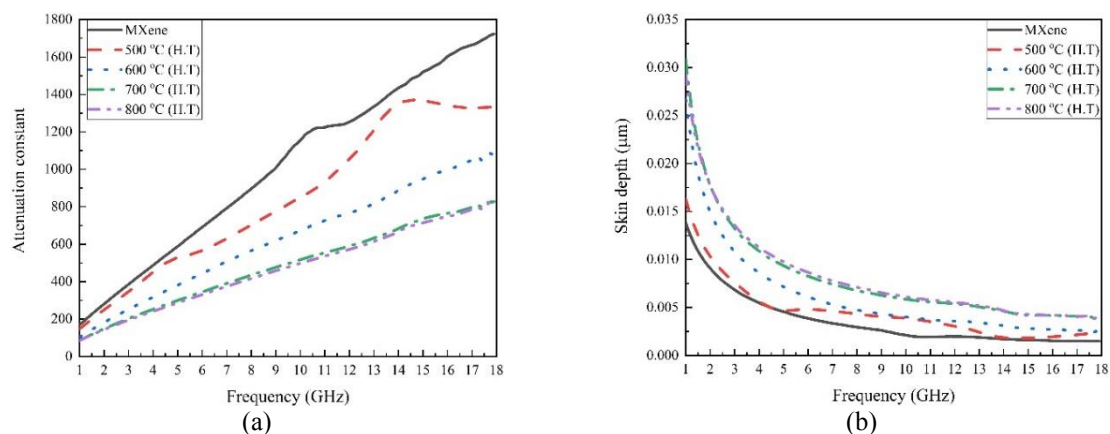 1800
1600
1400
1200
1000
800
600
400
200
0
Attenuation constant
MXene
500 °C (H.T)
600 °C (H.T)
700 °C (H.T)
800 °C (H.T)
1 2 3 4 5 6 7 8 9 10 11 12 13 14 15 16 17 18
Frequency (GHz)
(a)
0.035
0.030
0.025
0.020
0.015
0.010
0.005
0.000
Skin depth (μm)
MXene
500 °C (H.T)
600 °C (H.T)
700 °C (H.T)
800 °C (H.T)
1 2 3 4 5 6 7 8 9 10 11 12 13 14 15 16 17 18
Frequency (GHz)
(b)